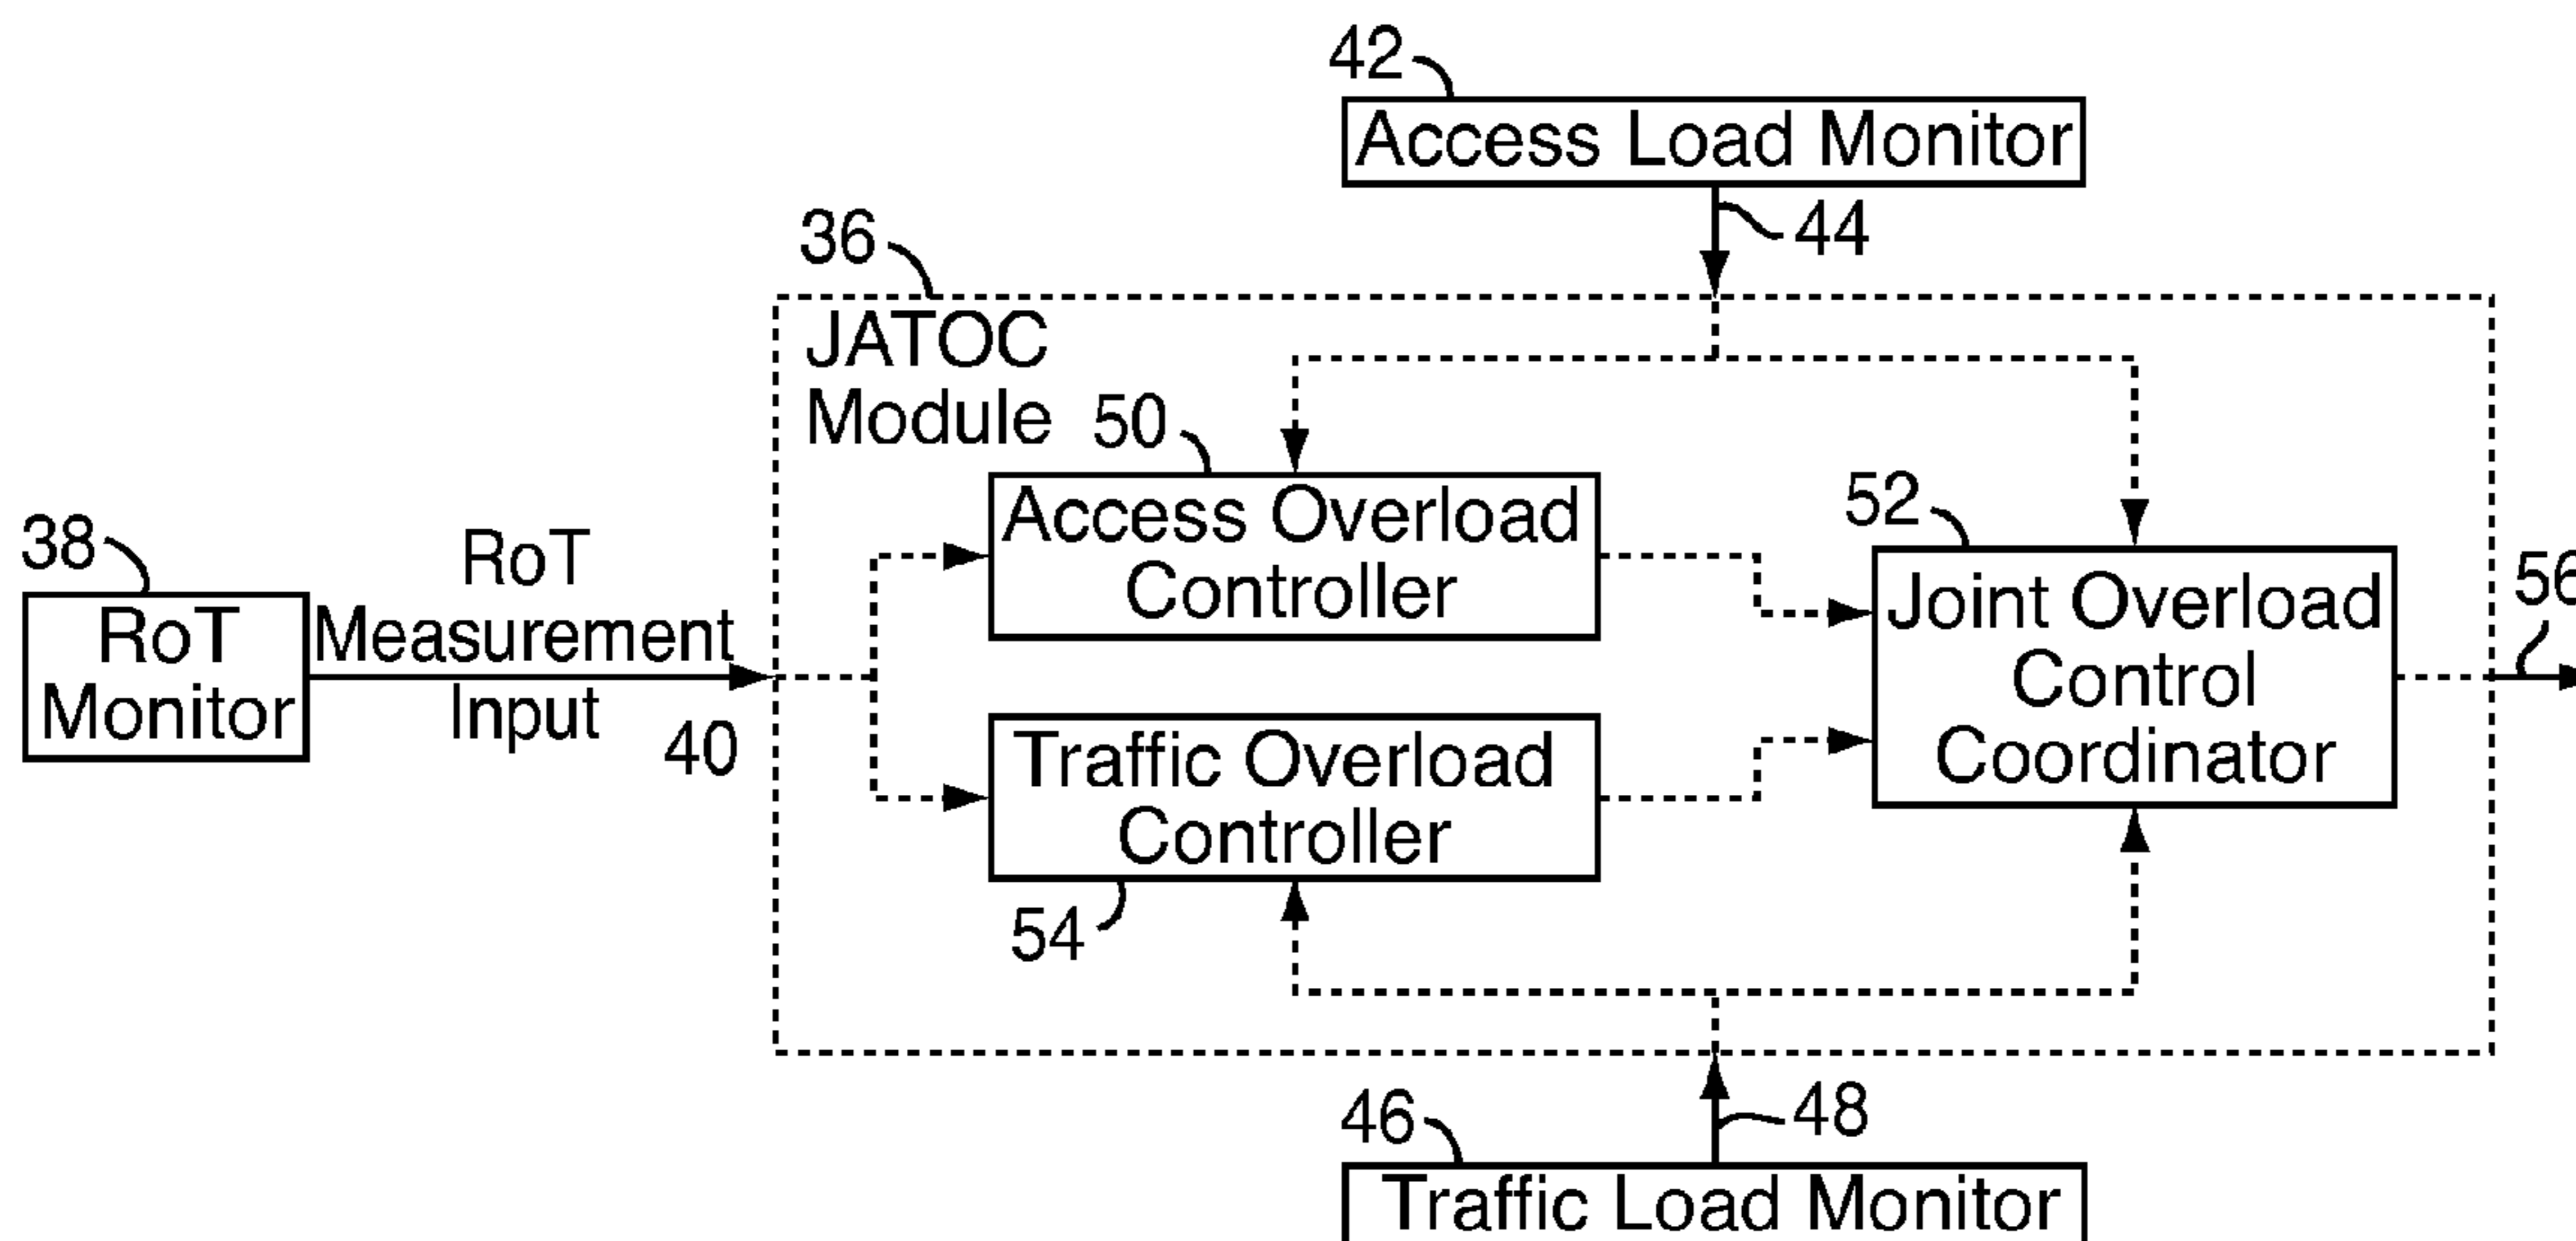 42
Access Load Monitor
44
36
JATOC
Module
50
Access Overload
Controller
52
Joint Overload
Control
Coordinator
56
38
RoT
Monitor
RoT
Measurement
Input
40
Traffic Overload
Controller
54
46
48
Traffic Load Monitor